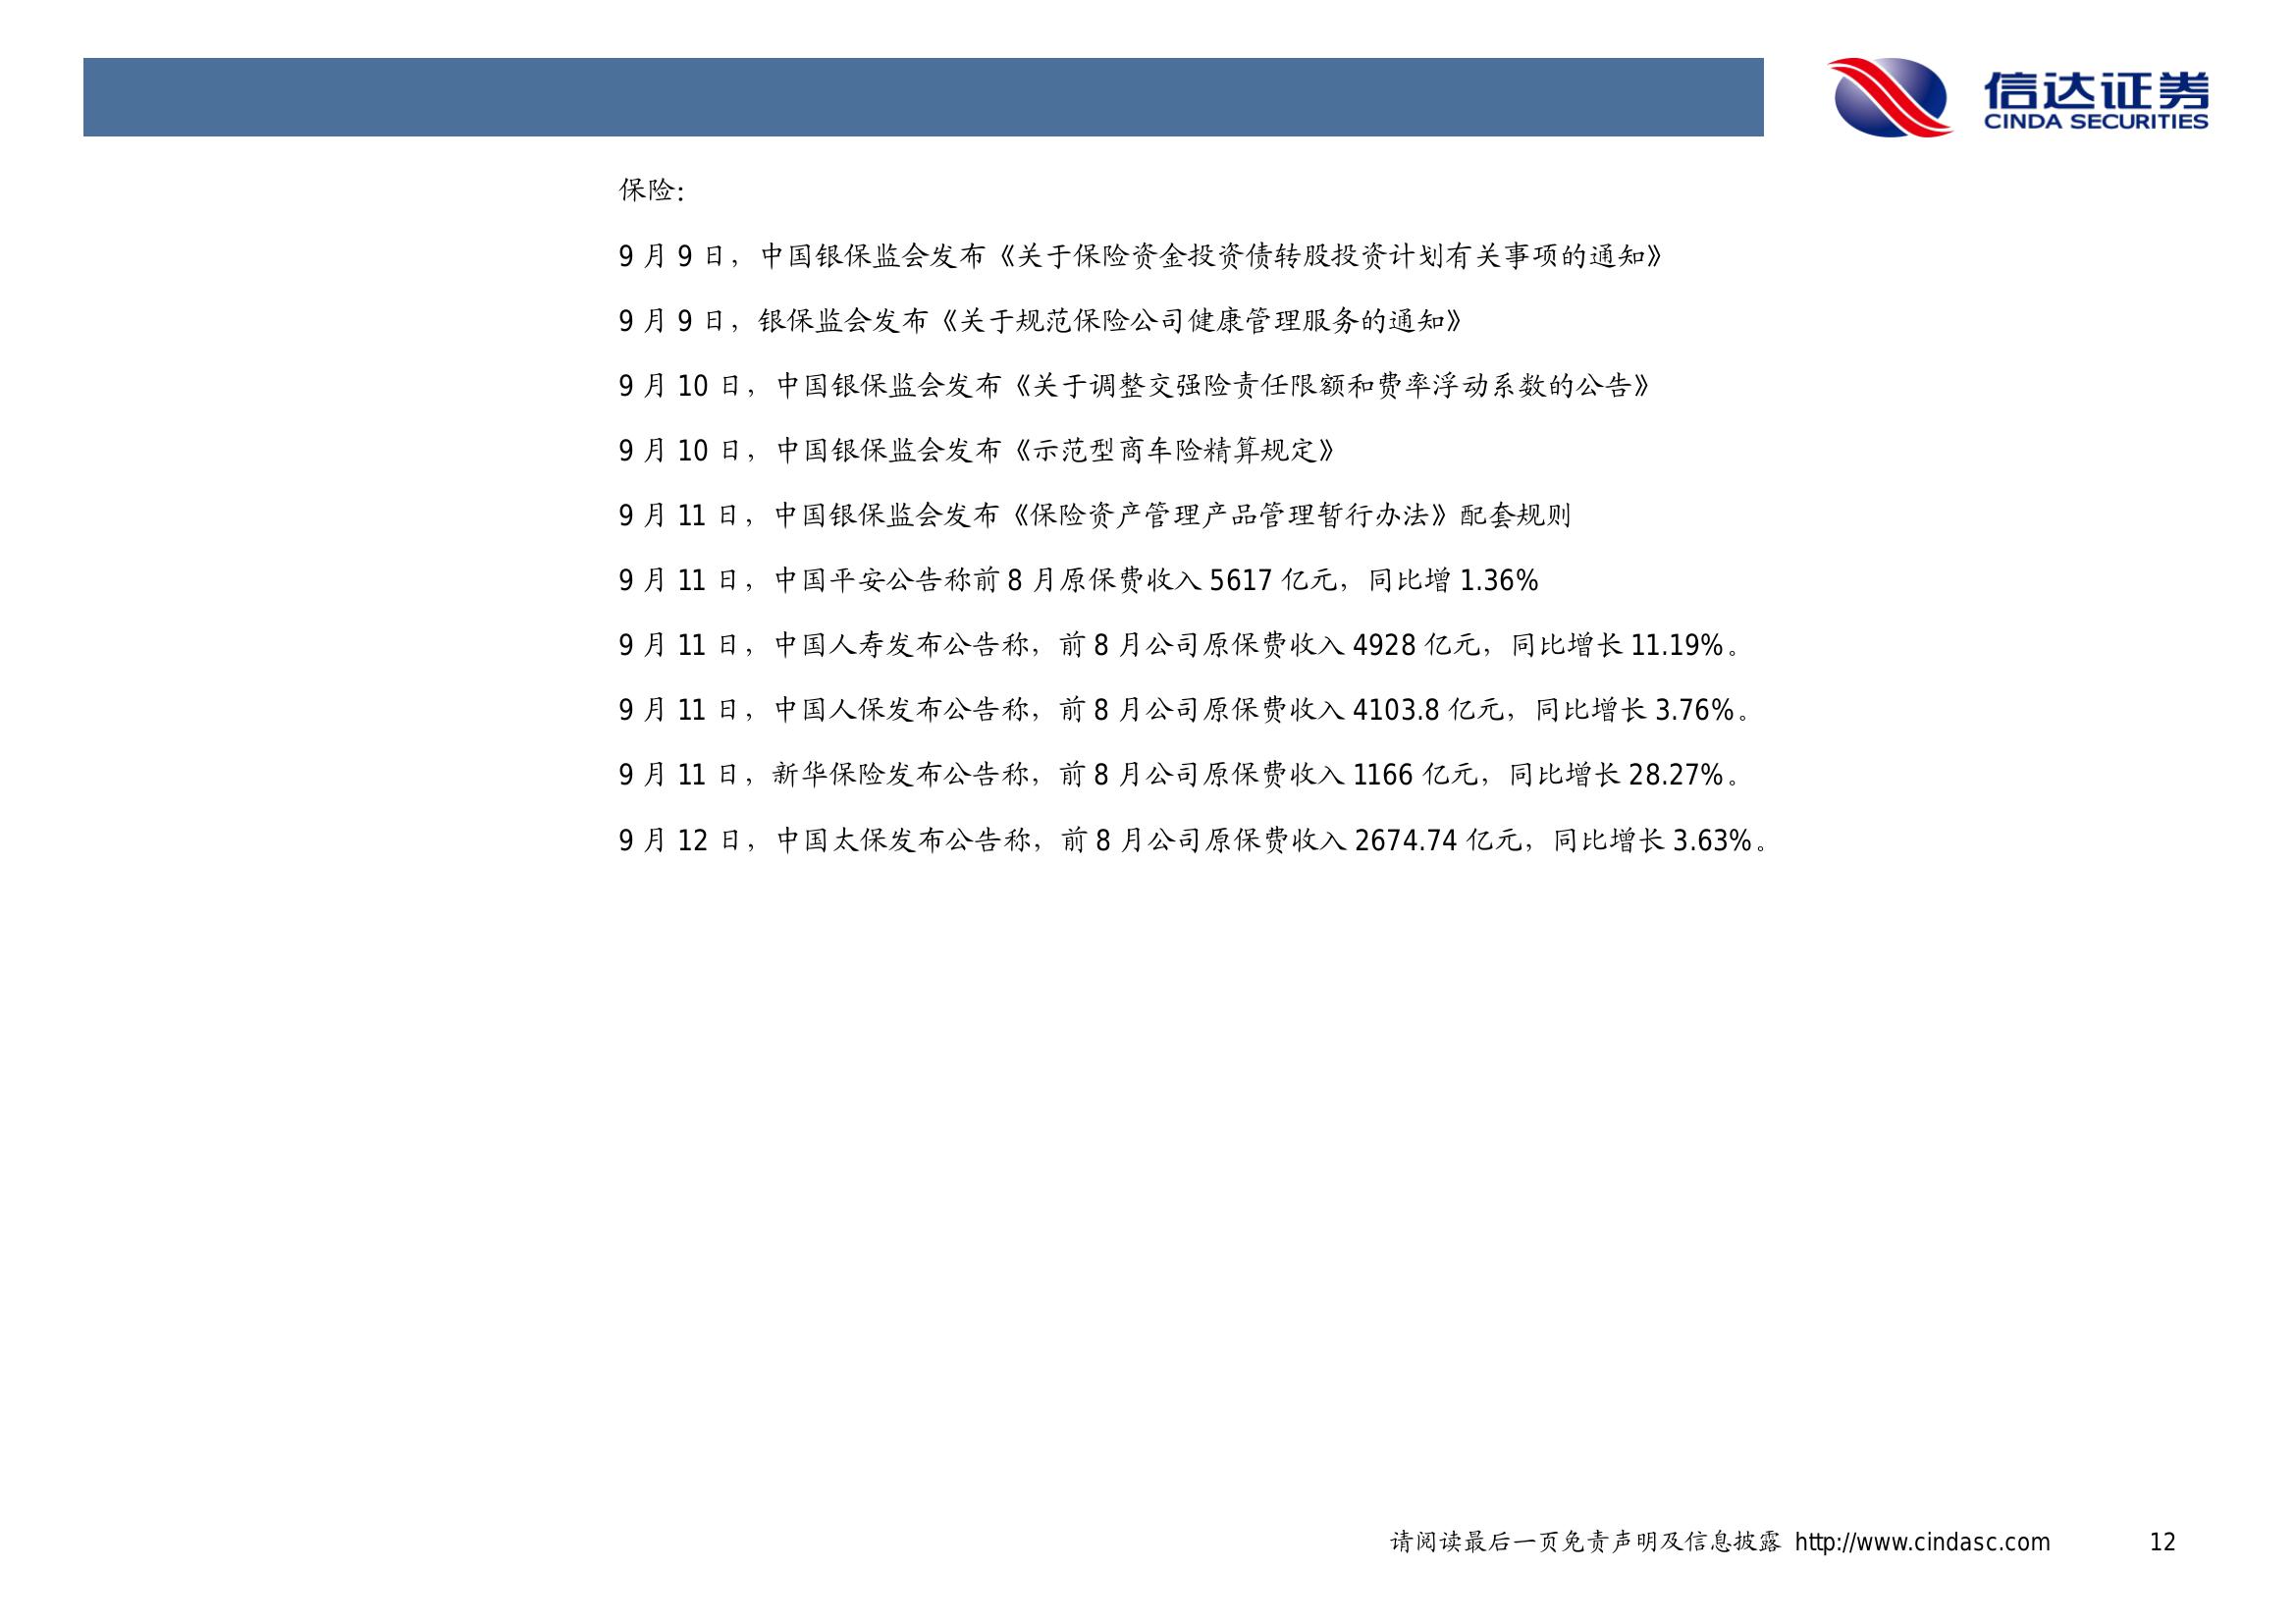 信达证券
CINDA SECURITIES
保险：
9 月 9 日，中国银保监会发布《关于保险资金投资债转股投资计划有关事项的通知》
9 月 9 日，银保监会发布《关于规范保险公司健康管理服务的通知》
9 月 10 日，中国银保监会发布《关于调整交强险责任限额和费率浮动系数的公告》
9 月 10 日，中国银保监会发布《示范型商车险精算规定》
9 月 11 日，中国银保监会发布《保险资产管理产品管理暂行办法》配套规则
9 月 11 日，中国平安公告称前 8 月原保费收入 5617 亿元，同比增 1.36%
9 月 11 日，中国人寿发布公告称，前 8 月公司原保费收入 4928 亿元，同比增长 11.19%。
9 月 11 日，中国人保发布公告称，前 8 月公司原保费收入 4103.8 亿元，同比增长 3.76%。
9 月 11 日，新华保险发布公告称，前 8 月公司原保费收入 1166 亿元，同比增长 28.27%。
9 月 12 日，中国太保发布公告称，前 8 月公司原保费收入 2674.74 亿元，同比增长 3.63%。
请阅读最后一页免责声明及信息披露 http://www.cindasc.com 12